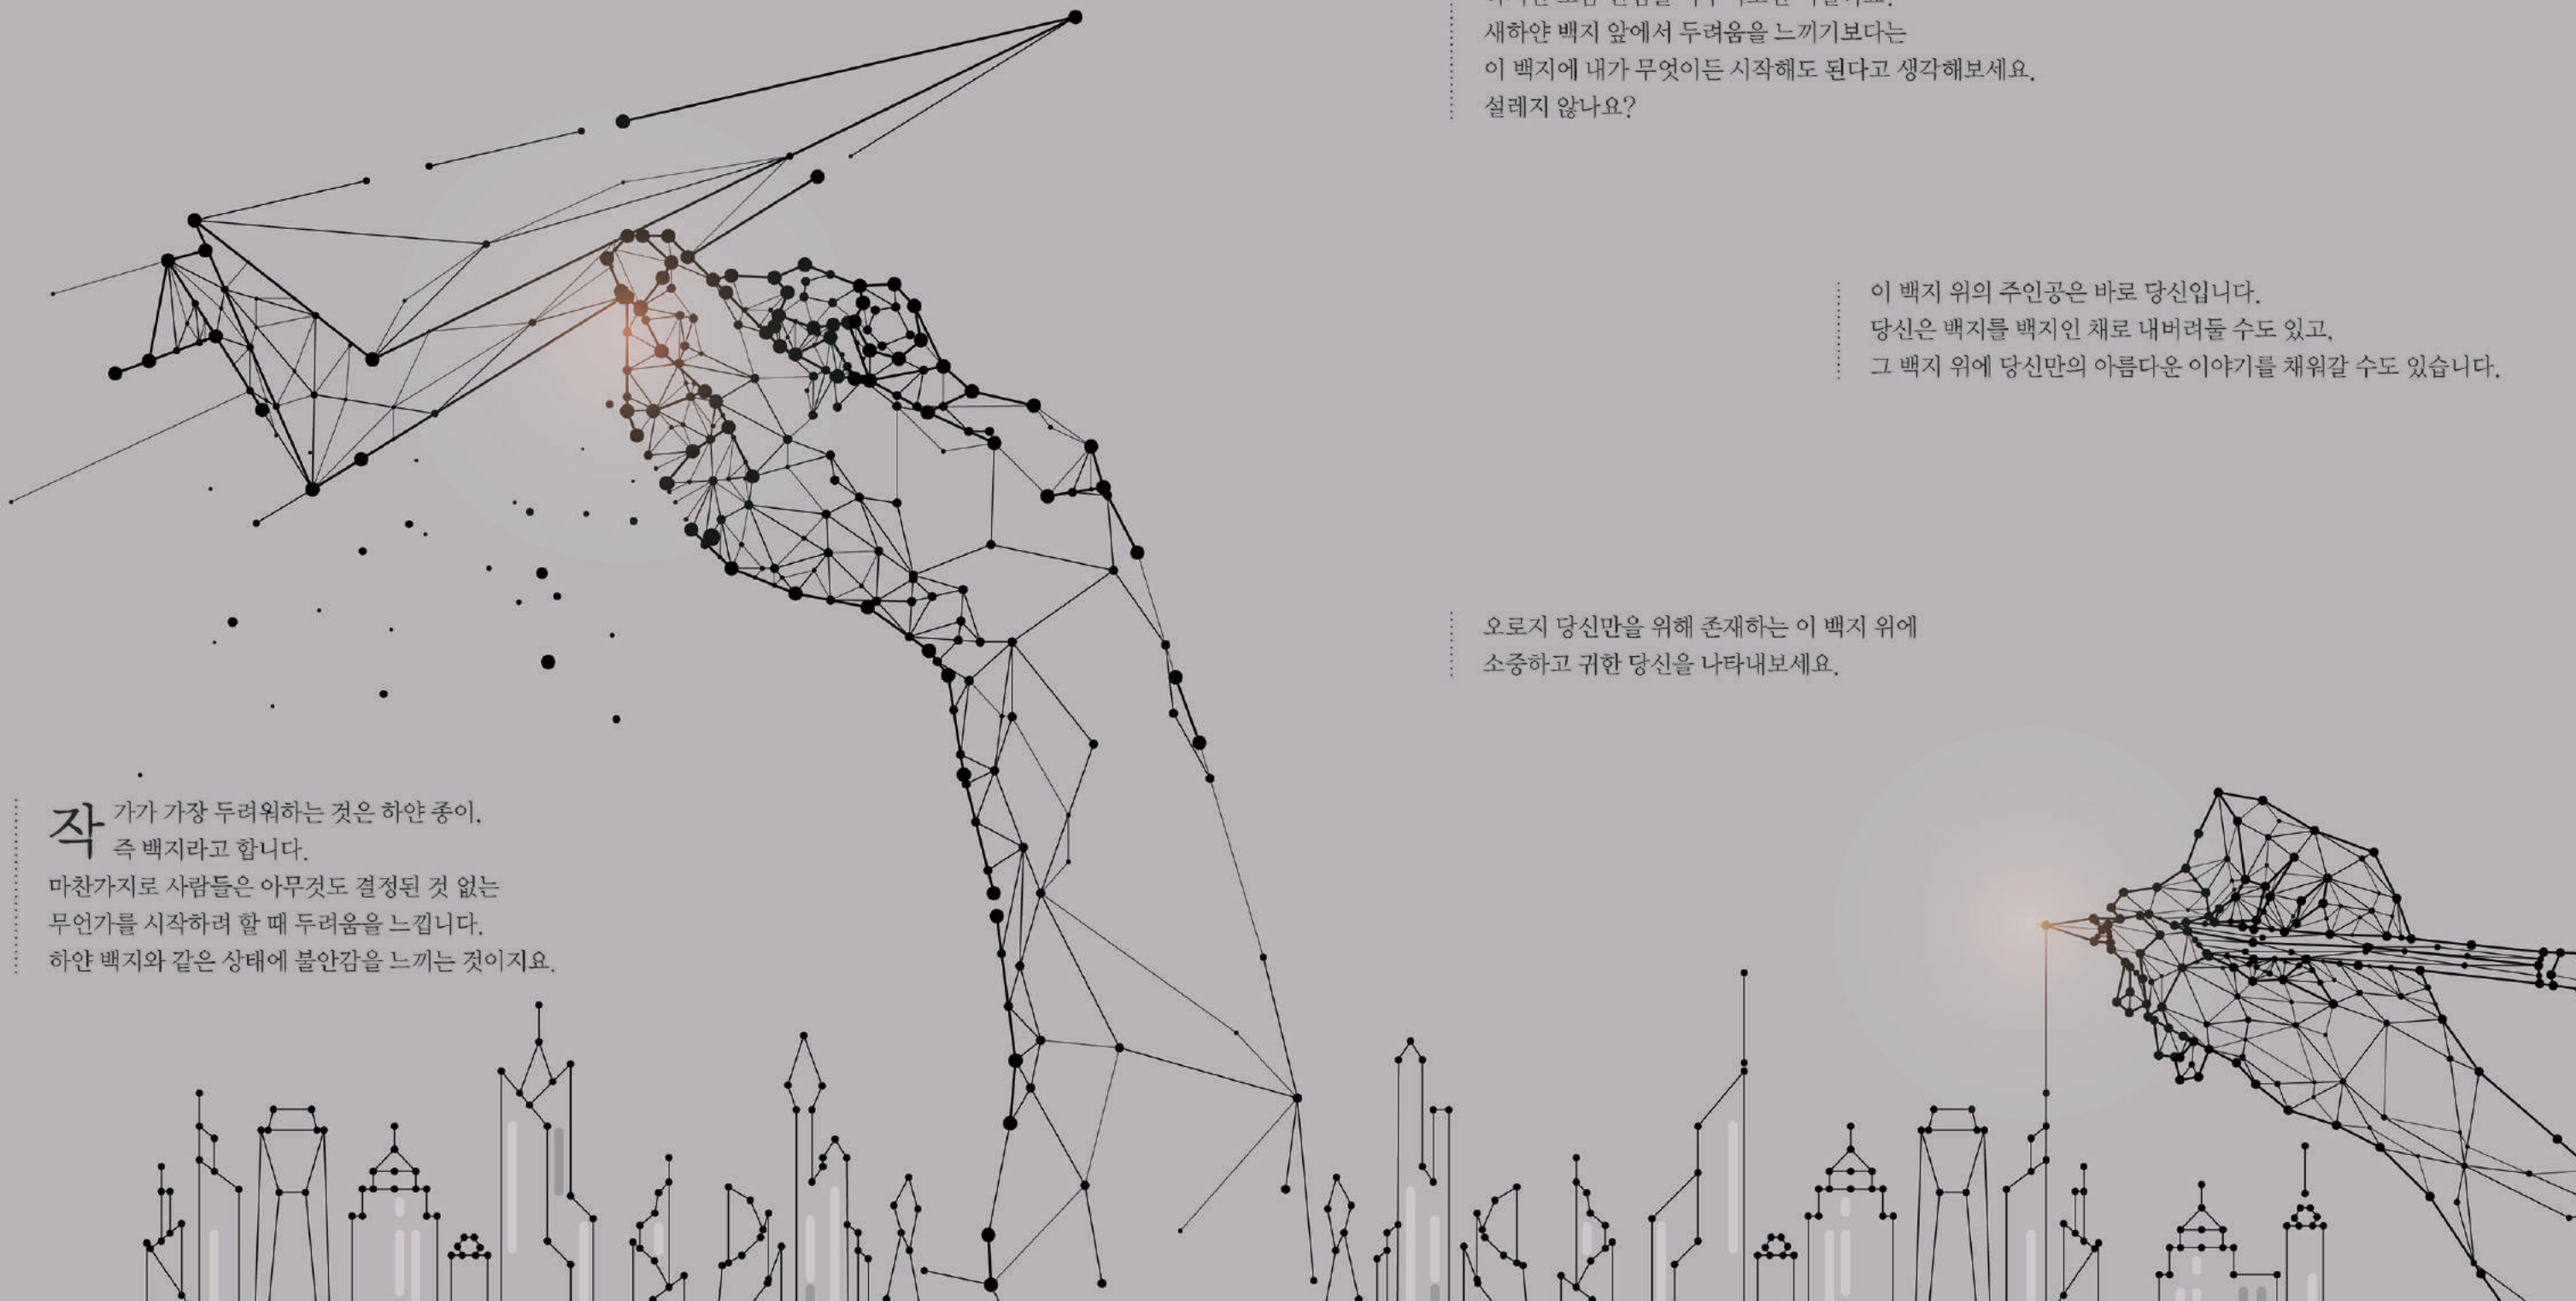 작가가 가장 두려워하는 것은 하얀 종이,
즉 백지라고 합니다.
마찬가지로 사람들은 아무것도 결정된 것 없는
무언가를 시작하려 할 때 두려움을 느낍니다.
하얀 백지와 같은 상태에 불안감을 느끼는 것이지요.
새하얀 백지 앞에서 두려움을 느끼기보다는
이 백지에 내가 무엇이든 시작해도 된다고 생각해보세요.
설레지 않나요?
이 백지 위의 주인공은 바로 당신입니다.
당신은 백지를 백지인 채로 내버려둘 수도 있고,
그 백지 위에 당신만의 아름다운 이야기를 채워갈 수도 있습니다.
오로지 당신만을 위해 존재하는 이 백지 위에
소중하고 귀한 당신을 나타내보세요.